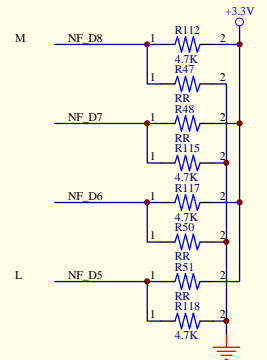 +3.3V
R112
M NF_D8 1 2
4.7K
R47
1 2
RR
R48
NF_D7 1 2
RR
R115
1 2
4.7K
R117
NF_D6 1 2
4.7K
R50
1 2
RR
R51
L NF_D5 1 2
RR
R118
1 2
4.7K